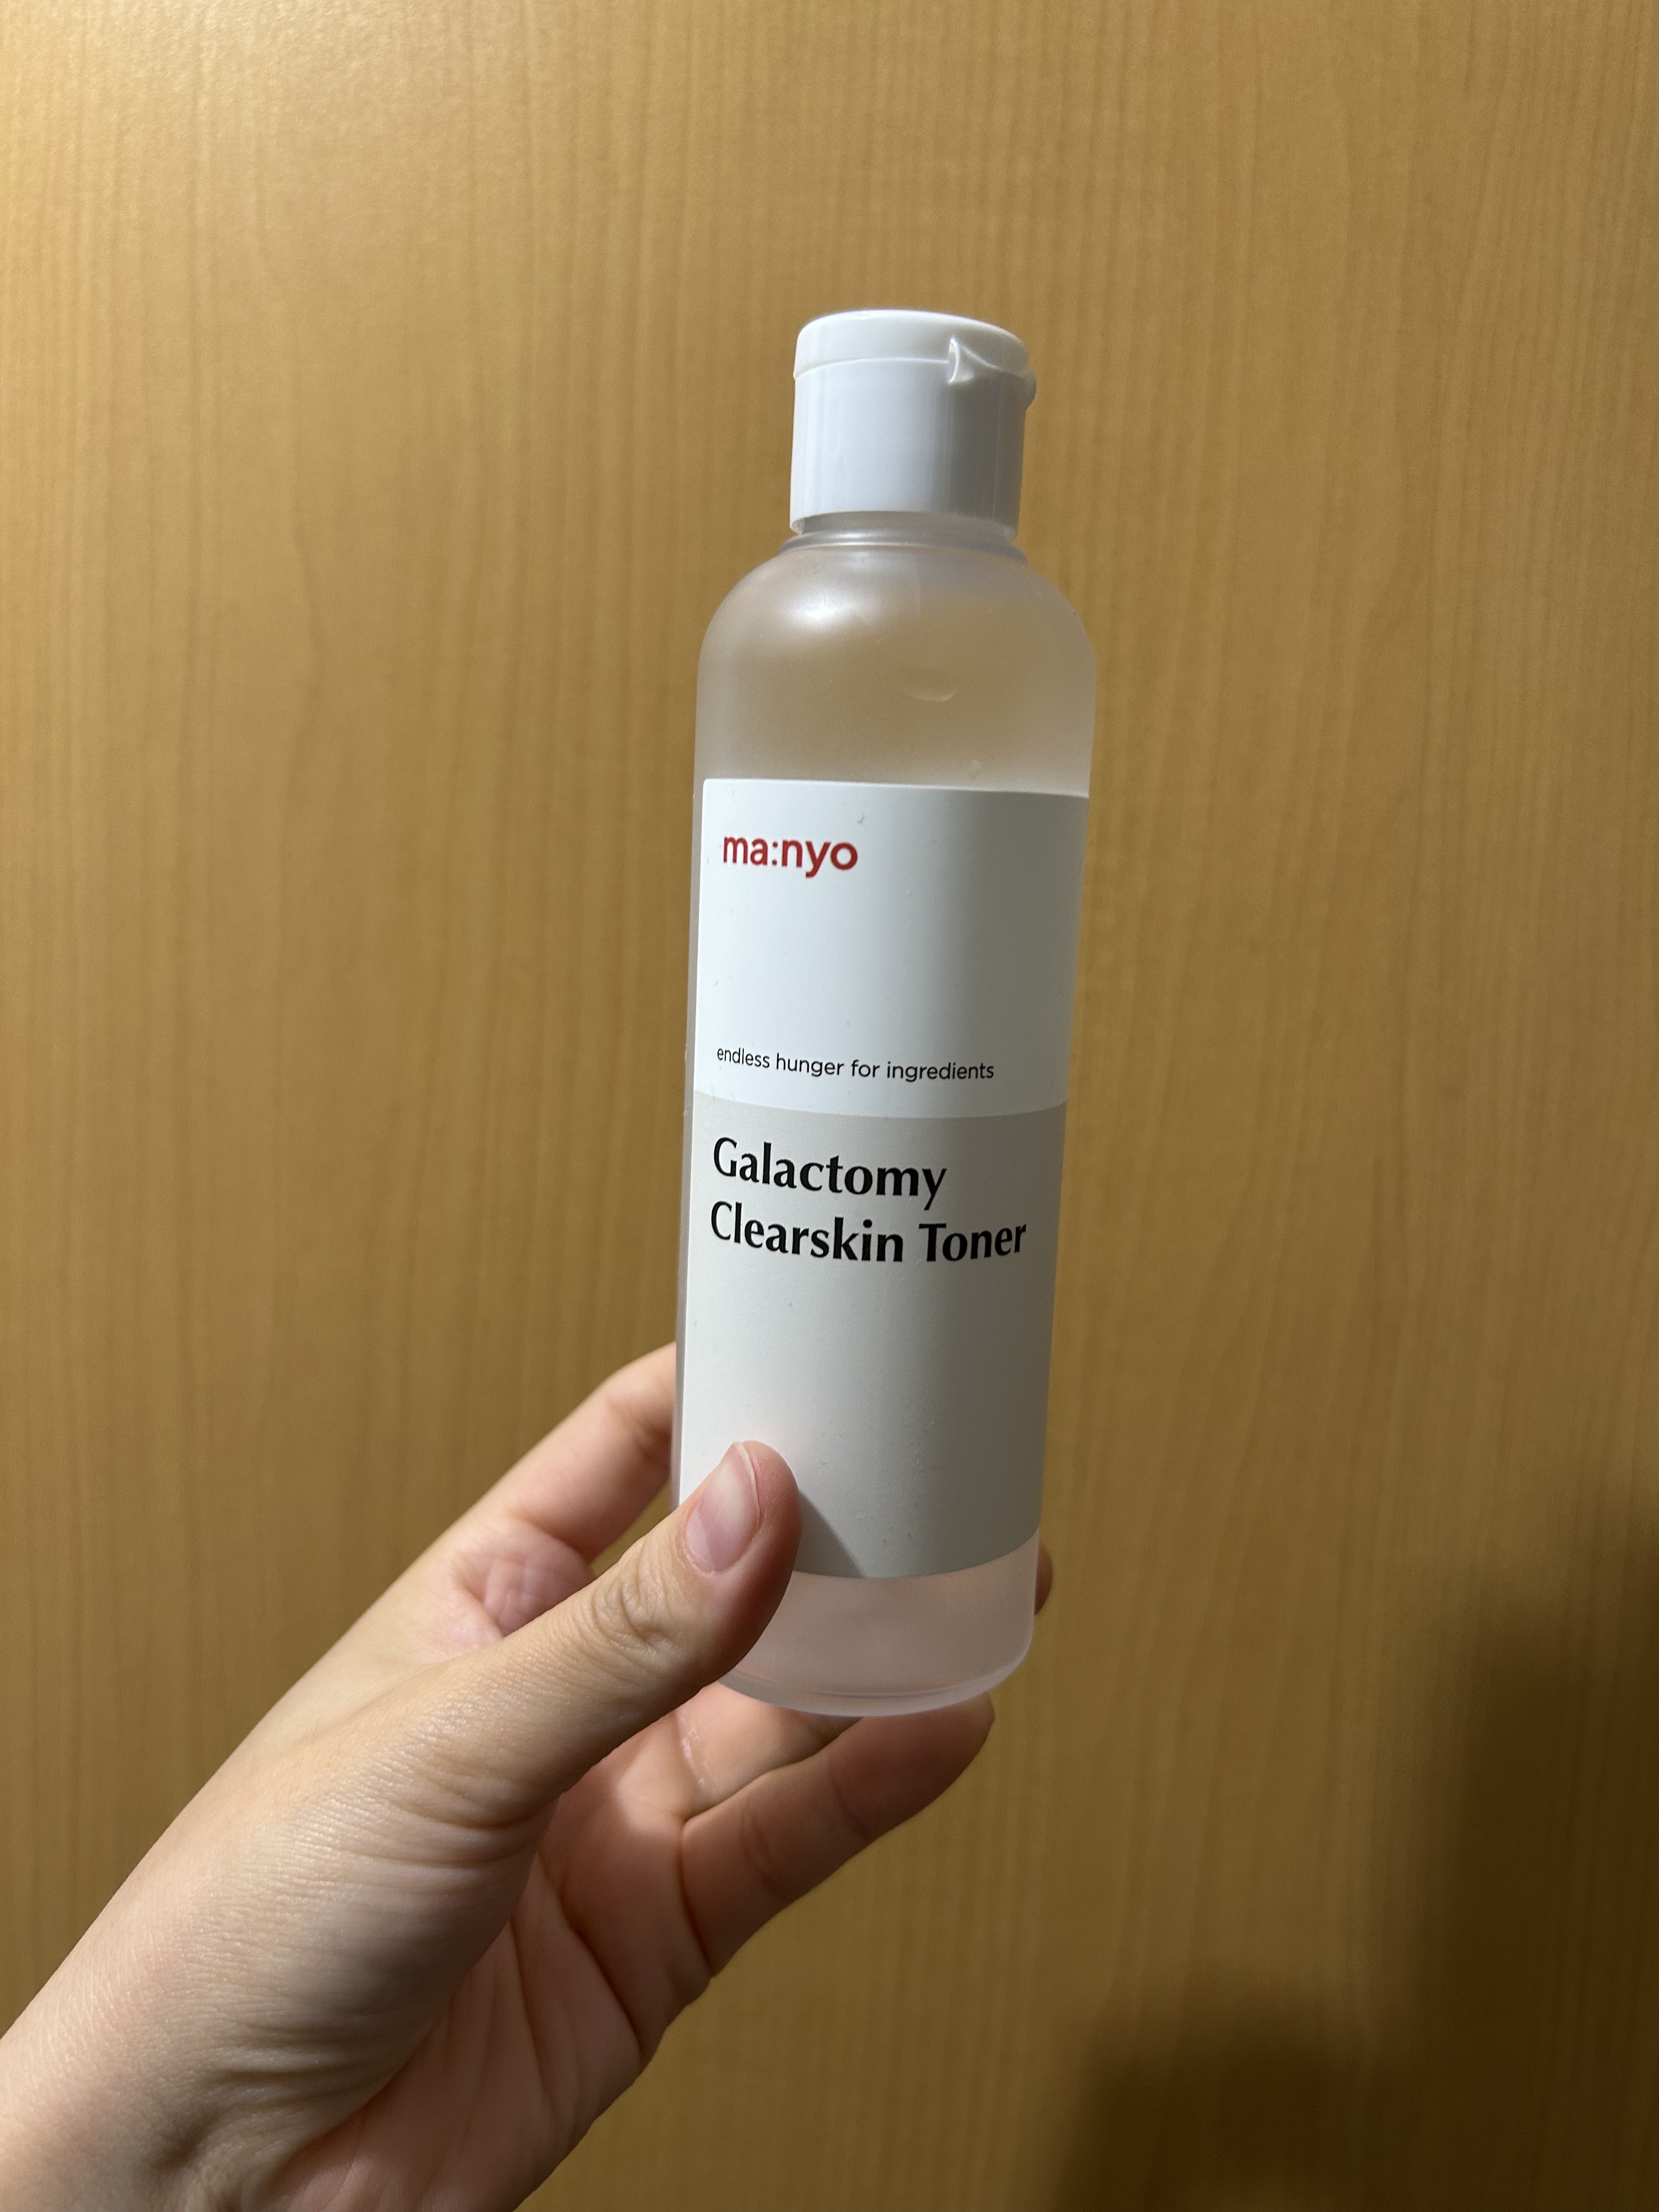 ma:nyo
endless hunger for ingredients
Galactomy
Clearskin Toner